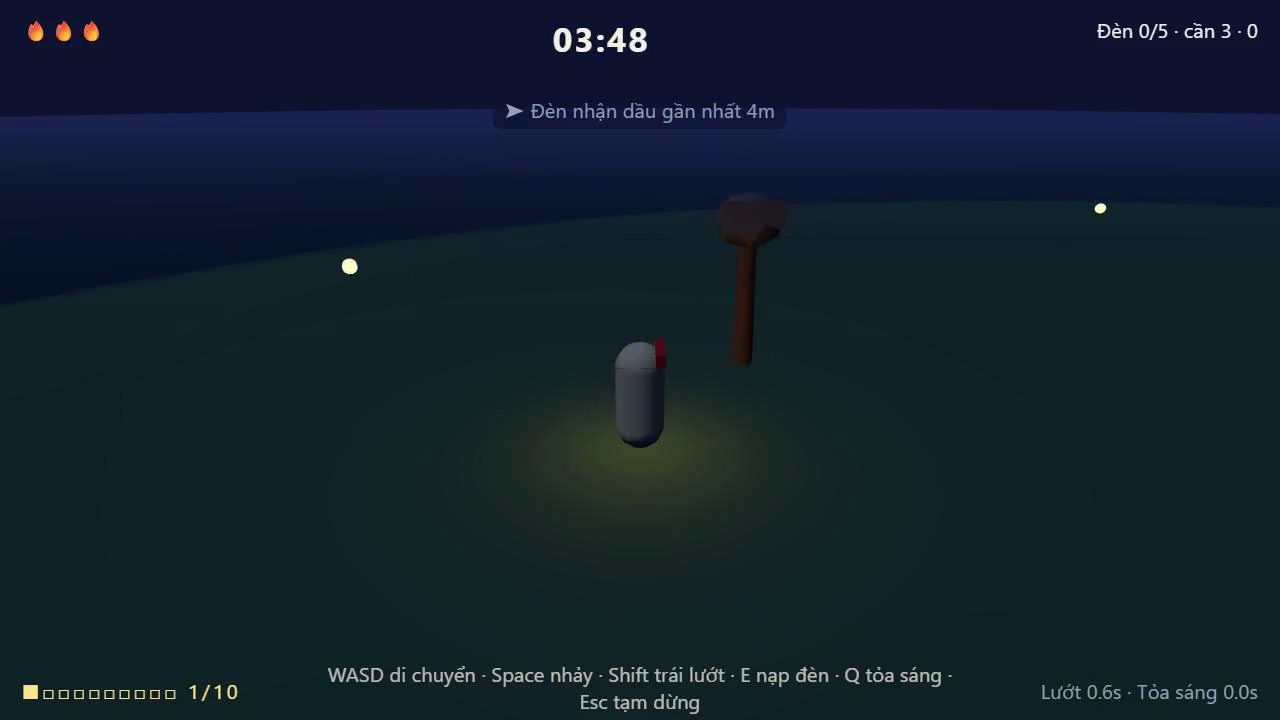 03:48
Đèn 0/5 · cần 3 · 0
➤ Đèn nhận dầu gần nhất 4m
WASD di chuyển · Space nhảy · Shift trái lướt · E nạp đèn · Q tỏa sáng ·
Esc tạm dừng
1/10
Lướt 0.6s · Tỏa sáng 0.0s